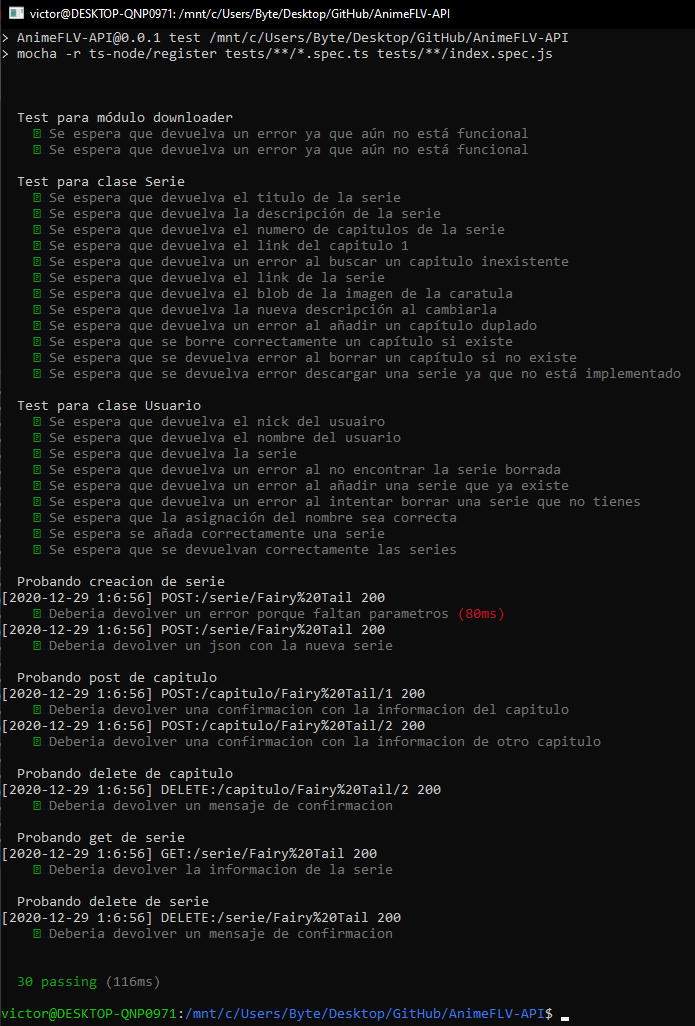 victor@DESKTOP-QNP0971: /mnt/c/Users/Byte/Desktop/GitHub/AnimeFLV-API
> AnimeFLV-API@0.0.1 test /mnt/c/Users/Byte/Desktop/GitHub/AnimeFLV-API
> mocha -r ts-node/register tests/**/*.spec.ts tests/**/index.spec.js
Test para módulo downloader
Se espera que devuelva un error ya que aún no está funcional
Se espera que devuelva un error ya que aún no está funcional
Test para clase Serie
Se espera que devuelva el titulo de la serie
Se espera que devuelva la descripción de la serie
Se espera que devuelva el numero de capitulos de la serie
Se espera que devuelva el link del capitulo 1
Se espera que devuelva un error al buscar un capitulo inexistente
Se espera que devuelva el link de la serie
Se espera que devuelva el blob de la imagen de la caratula
Se espera que devuelva la nueva descripción al cambiarla
Se espera que devuelva un error al añadir un capítulo duplado
Se espera que se borre correctamente un capítulo si existe
Se espera que se devuelva error al borrar un capítulo si no existe
Se espera que se devuelva error descargar una serie ya que no está implementado
Test para clase Usuario
Se espera que devuelva el nick del usuairo
Se espera que devuelva el nombre del usuario
Se espera que devuelva la serie
Se espera que devuelva un error al no encontrar la serie borrada
Se espera que devuelva un error al añadir una serie que ya existe
Se espera que devuelva un error al intentar borrar una serie que no tienes
Se espera que la asignación del nombre sea correcta
Se espera se añada correctamente una serie
Se espera que se devuelvan correctamente las series
Probando creacion de serie
[2020-12-29 1:6:56] POST:/serie/Fairy%20Tail 200
Deberia devolver un error porque faltan parametros (80ms)
[2020-12-29 1:6:56] POST:/serie/Fairy%20Tail 200
Deberia devolver un json con la nueva serie
Probando post de capitulo
[2020-12-29 1:6:56] POST:/capitulo/Fairy%20Tail/1 200
Deberia devolver una confirmacion con la informacion del capitulo
[2020-12-29 1:6:56] POST:/capitulo/Fairy%20Tail/2 200
Deberia devolver una confirmacion con la informacion de otro capitulo
Probando delete de capitulo
[2020-12-29 1:6:56] DELETE:/capitulo/Fairy%20Tail/2 200
Deberia devolver un mensaje de confirmacion
Probando get de serie
[2020-12-29 1:6:56] GET:/serie/Fairy%20Tail 200
Deberia devolver la informacion de la serie
Probando delete de serie
[2020-12-29 1:6:56] DELETE:/serie/Fairy%20Tail 200
Deberia devolver un mensaje de confirmacion
30 passing (116ms)
victor@DESKTOP-QNP0971:/mnt/c/Users/Byte/Desktop/GitHub/AnimeFLV-API$